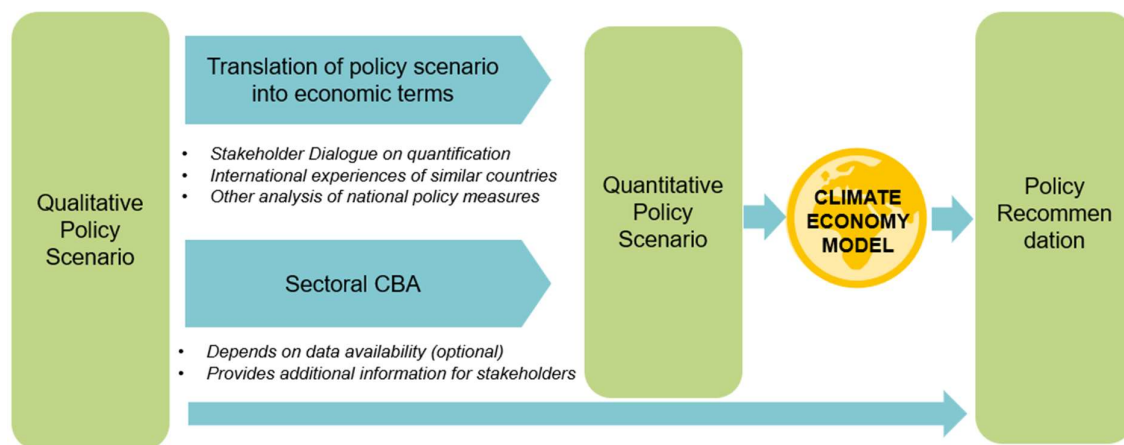 Qualitative
Policy
Scenario
Translation of policy scenario
into economic terms
• Stakeholder Dialogue on quantification
• International experiences of similar countries
• Other analysis of national policy measures
Sectoral CBA
• Depends on data availability (optional)
• Provides additional information for stakeholders
Quantitative
Policy
Scenario
CLIMATE
ECONOMY
MODEL
Policy
Recommen
dation